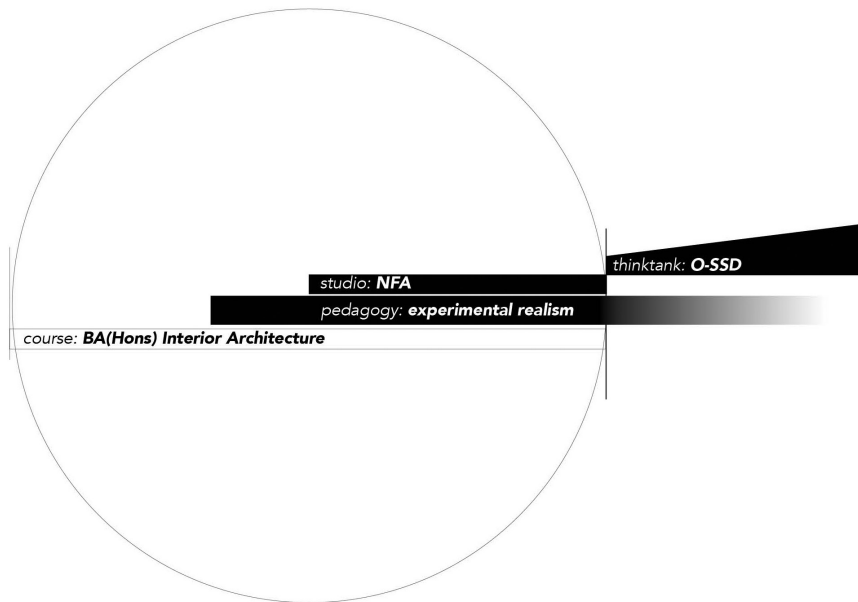 thinktank: O-SSD
studio: NFA
pedagogy: experimental realism
course: BA(Hons) Interior Architecture